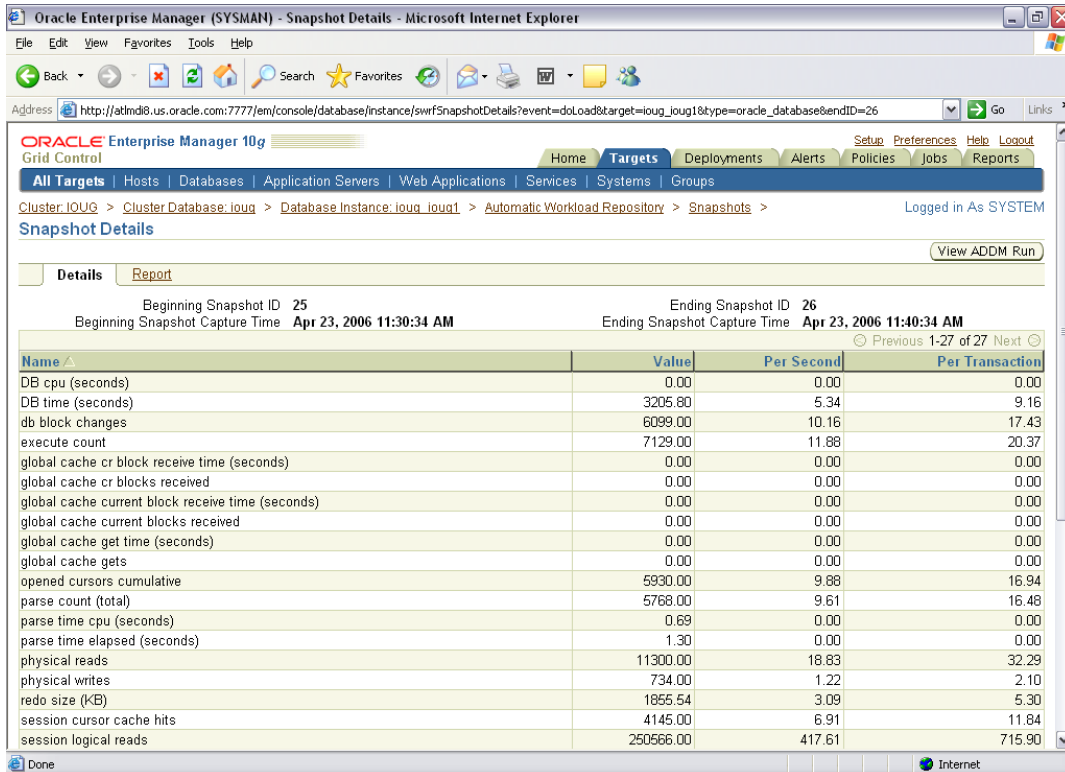 Oracle Enterprise Manager (SYSMAN) - Snapshot Details - Microsoft Internet Explorer
File Edit View Favorites Tools Help
Back Search Favorites
Address http://atlmdi8.us.oracle.com:7777/em/console/database/instance/swrfSnapshotDetails?event=doLoad&target=ioug_ioug1&type=oracle_database&endID=26 Go Links
ORACLE Enterprise Manager 10g
Grid Control
Setup Preferences Help Logout
Home Targets Deployments Alerts Policies Jobs Reports
All Targets | Hosts | Databases | Application Servers | Web Applications | Services | Systems | Groups
Cluster: IOUG > Cluster Database: ioug > Database Instance: ioug_ioug1 > Automatic Workload Repository > Snapshots > Logged in As SYSTEM
Snapshot Details
View ADDM Run
Details Report
Beginning Snapshot ID 25 Ending Snapshot ID 26
Beginning Snapshot Capture Time Apr 23, 2006 11:30:34 AM Ending Snapshot Capture Time Apr 23, 2006 11:40:34 AM
Previous 1-27 of 27 Next
Name Value Per Second Per Transaction
DB cpu (seconds) 0.00 0.00 0.00
DB time (seconds) 3205.80 5.34 9.16
db block changes 6099.00 10.16 17.43
execute count 7129.00 11.88 20.37
global cache cr block receive time (seconds) 0.00 0.00 0.00
global cache cr blocks received 0.00 0.00 0.00
global cache current block receive time (seconds) 0.00 0.00 0.00
global cache current blocks received 0.00 0.00 0.00
global cache get time (seconds) 0.00 0.00 0.00
global cache gets 0.00 0.00 0.00
opened cursors cumulative 5930.00 9.88 16.94
parse count (total) 5768.00 9.61 16.48
parse time cpu (seconds) 0.69 0.00 0.00
parse time elapsed (seconds) 1.30 0.00 0.00
physical reads 11300.00 18.83 32.29
physical writes 734.00 1.22 2.10
redo size (KB) 1855.54 3.09 5.30
session cursor cache hits 4145.00 6.91 11.84
session logical reads 250566.00 417.61 715.90
Done Internet